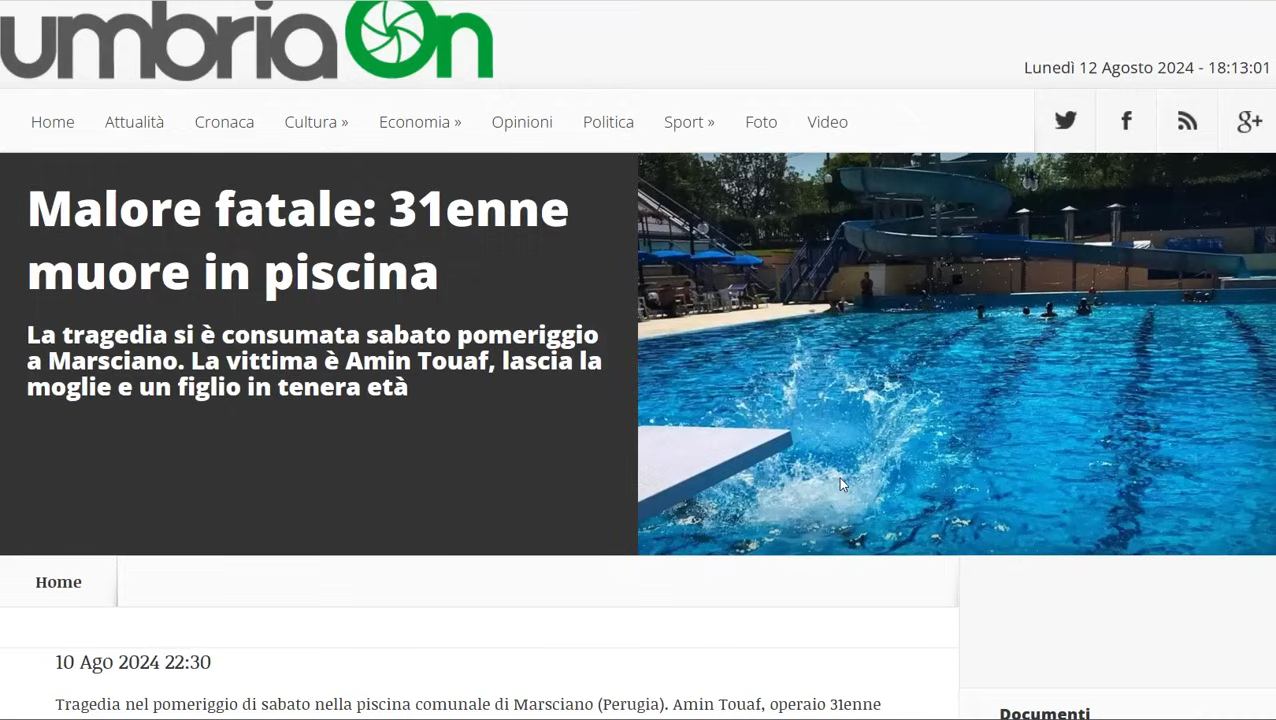 umbriaOn
Lunedì 12 Agosto 2024 - 18:13:01
Home Attualità Cronaca Cultura » Economia » Opinioni Politica Sport » Foto Video
Malore fatale: 31enne
muore in piscina
La tragedia si è consumata sabato pomeriggio
a Marsciano. La vittima è Amin Touaf, lascia la
moglie e un figlio in tenera età
Home
10 Ago 2024 22:30
Tragedia nel pomeriggio di sabato nella piscina comunale di Marsciano (Perugia). Amin Touaf, operaio 31enne
Documenti